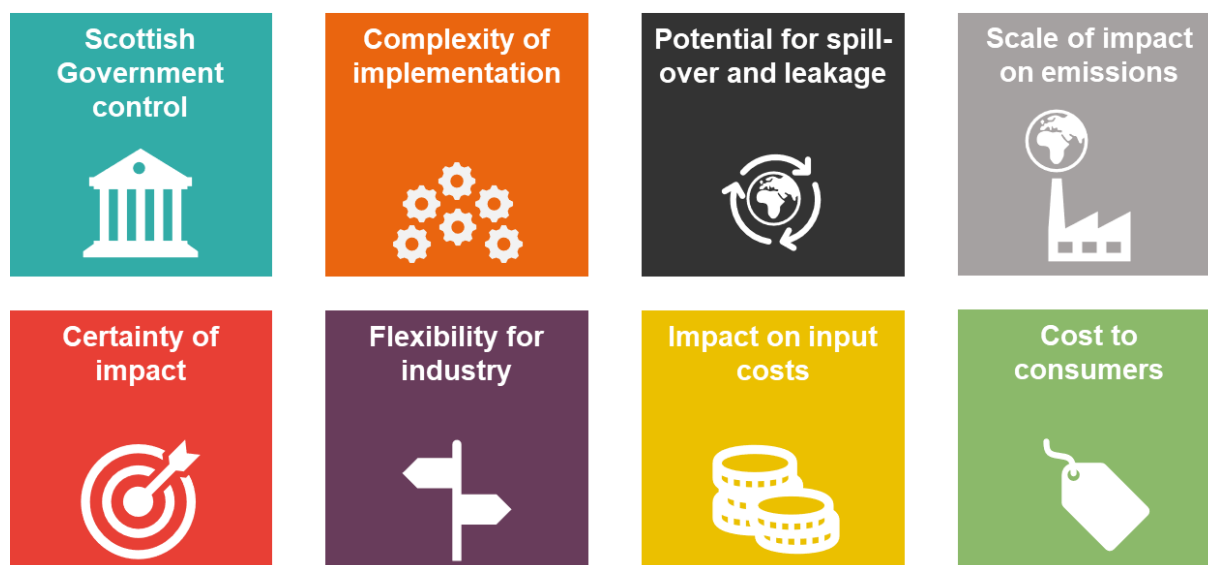 Scottish
Government
control
Complexity of
implementation
Potential for spill-
over and leakage
Scale of impact
on emissions
Certainty of
impact
Flexibility for
industry
Impact on input
costs
Cost to
consumers